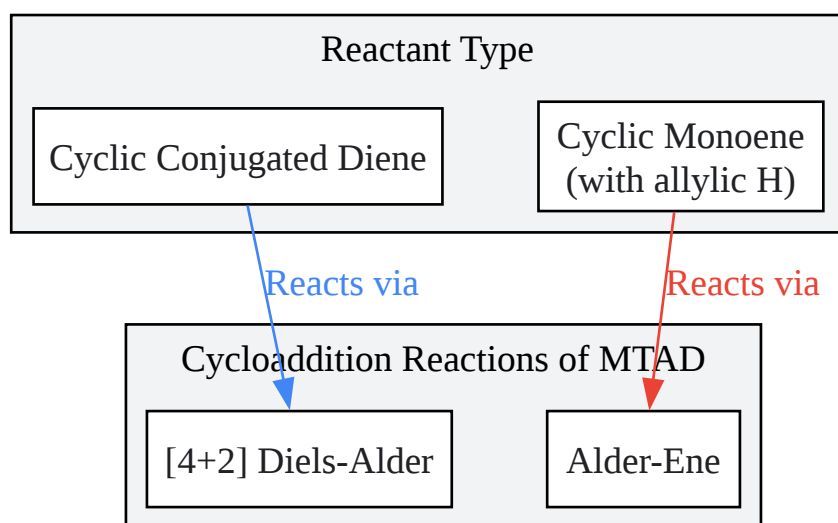 Reactant Type
Cyclic Conjugated Diene
Cyclic Monoene
(with allylic H)
Reacts via
Reacts via
Cycloaddition Reactions of MTAD
[4+2] Diels-Alder
Alder-Ene